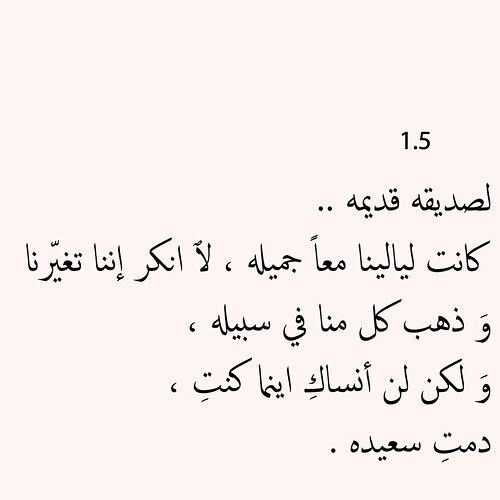 1.5
لصديقه قديمه ..
كانت ليالينا معاً جميله ، لآ انكر إننا تغيّرنا
وَ ذهب كل منا في سبيله ،
وَ لكن لن أنساكِ اينما كنتِ ،
دمتِ سعيده .